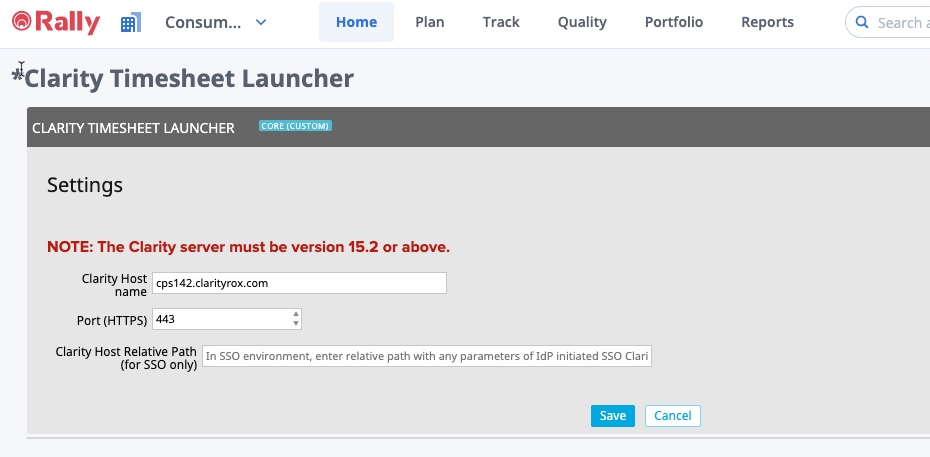 Rally Consum... Home Plan Track Quality Portfolio Reports Search a
*Clarity Timesheet Launcher
CLARITY TIMESHEET LAUNCHER CORE (CUSTOM)
Settings
NOTE: The Clarity server must be version 15.2 or above.
Clarity Host
name
cps142.clarityrox.com
Port (HTTPS) 443
Clarity Host Relative Path
(for SSO only)
In SSO environment, enter relative path with any parameters of IdP initiated SSO Clari
Save Cancel